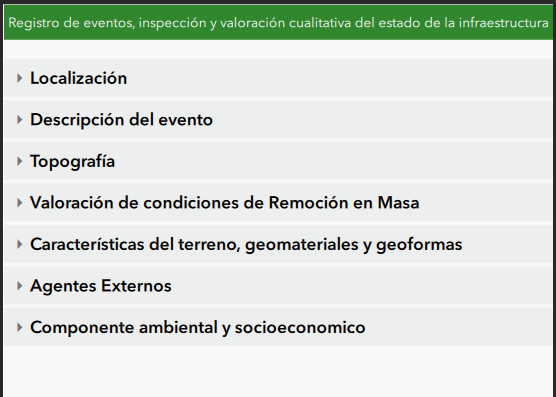 Registro de eventos, inspección y valoración cualitativa del estado de la infraestructura
Localización
Descripción del evento
Topografía
Valoración de condiciones de Remoción en Masa
Características del terreno, geomateriales y geoformas
Agentes Externos
Componente ambiental y socioeconomico